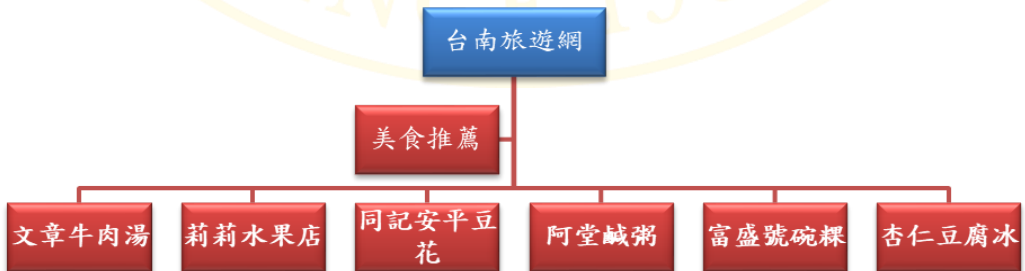 台南旅遊網
美食推薦
文章牛肉湯
莉莉水果店
同記安平豆
花
阿堂鹹粥
富盛號碗粿
杏仁豆腐冰